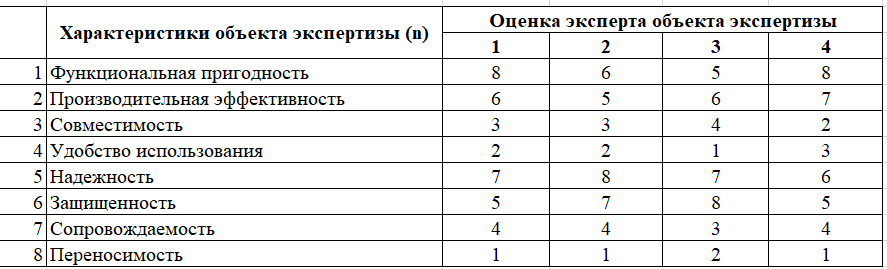 Характеристики объекта экспертизы (n) Оценка эксперта объекта экспертизы
1 2 3 4
1 Функциональная пригодность 8 6 5 8
2 Производительная эффективность 6 5 6 7
3 Совместимость 3 3 4 2
4 Удобство использования 2 2 1 3
5 Надежность 7 8 7 6
6 Защищенность 5 7 8 5
7 Сопровождаемость 4 4 3 4
8 Переносимость 1 1 2 1